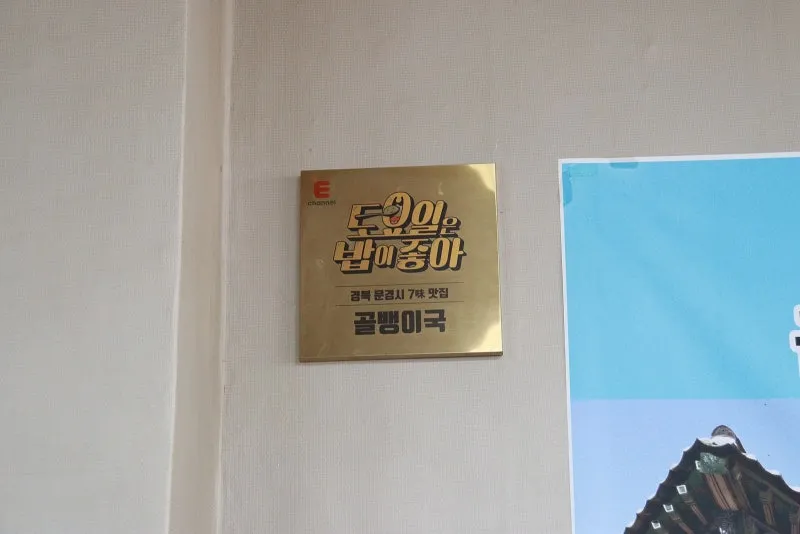 E
channel
토요일은
밥이 좋아
경북 문경시 7味 맛집
골뱅이국